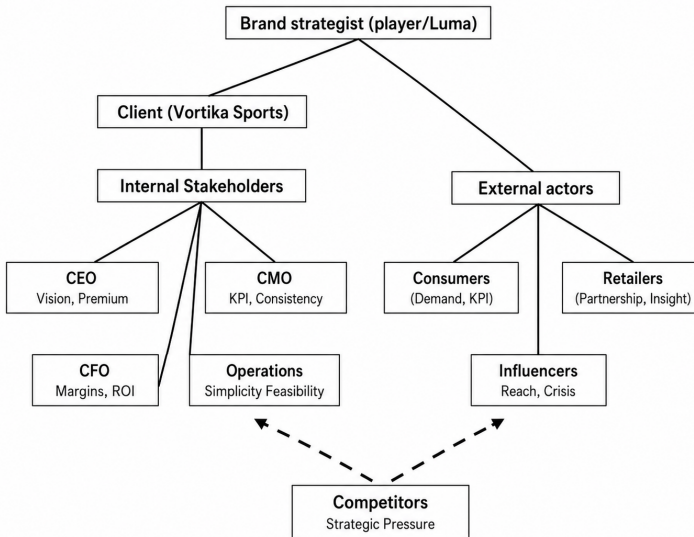 Brand strategist (player/Luma)
Client (Vortika Sports)
Internal Stakeholders
External actors
CEO
Vision, Premium
CMO
KPI, Consistency
Consumers
(Demand, KPI)
Retailers
(Partnership, Insight)
CFO
Margins, ROI
Operations
Simplicity Feasibility
Influencers
Reach, Crisis
Competitors
Strategic Pressure